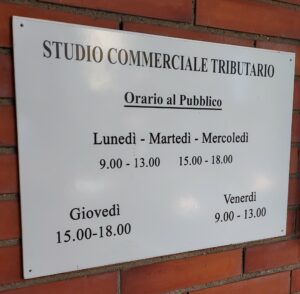 STUDIO COMMERCIALE TRIBUTARIO
Orario al Pubblico
Lunedì - Martedì - Mercoledì
9.00 - 13.00 15.00 - 18.00
Giovedì
15.00-18.00
Venerdì
9.00 - 13.00